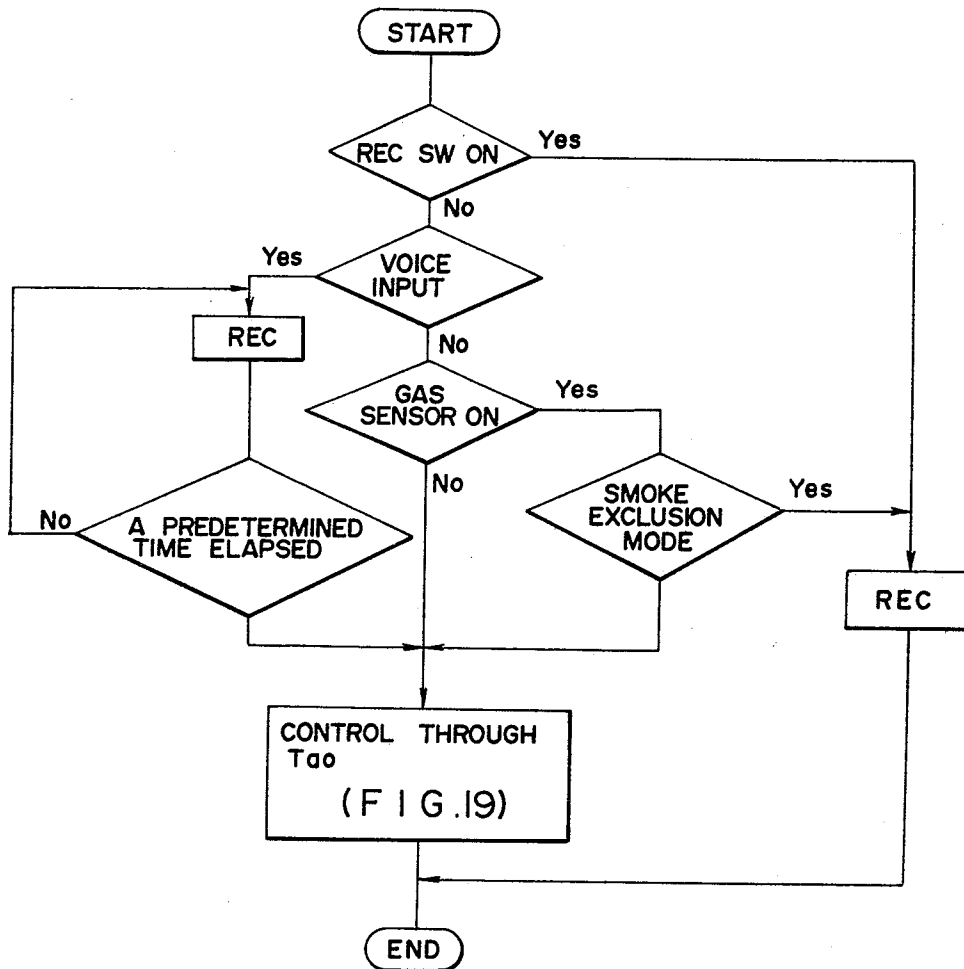 START
REC SW ON
Yes
No
Yes
VOICE
INPUT
REC
No
GAS
SENSOR ON
Yes
No
No
A PREDETERMINED
TIME ELAPSED
SMOKE
EXCLUSION
MODE
Yes
REC
CONTROL THROUGH
Tao
(FIG.19)
END